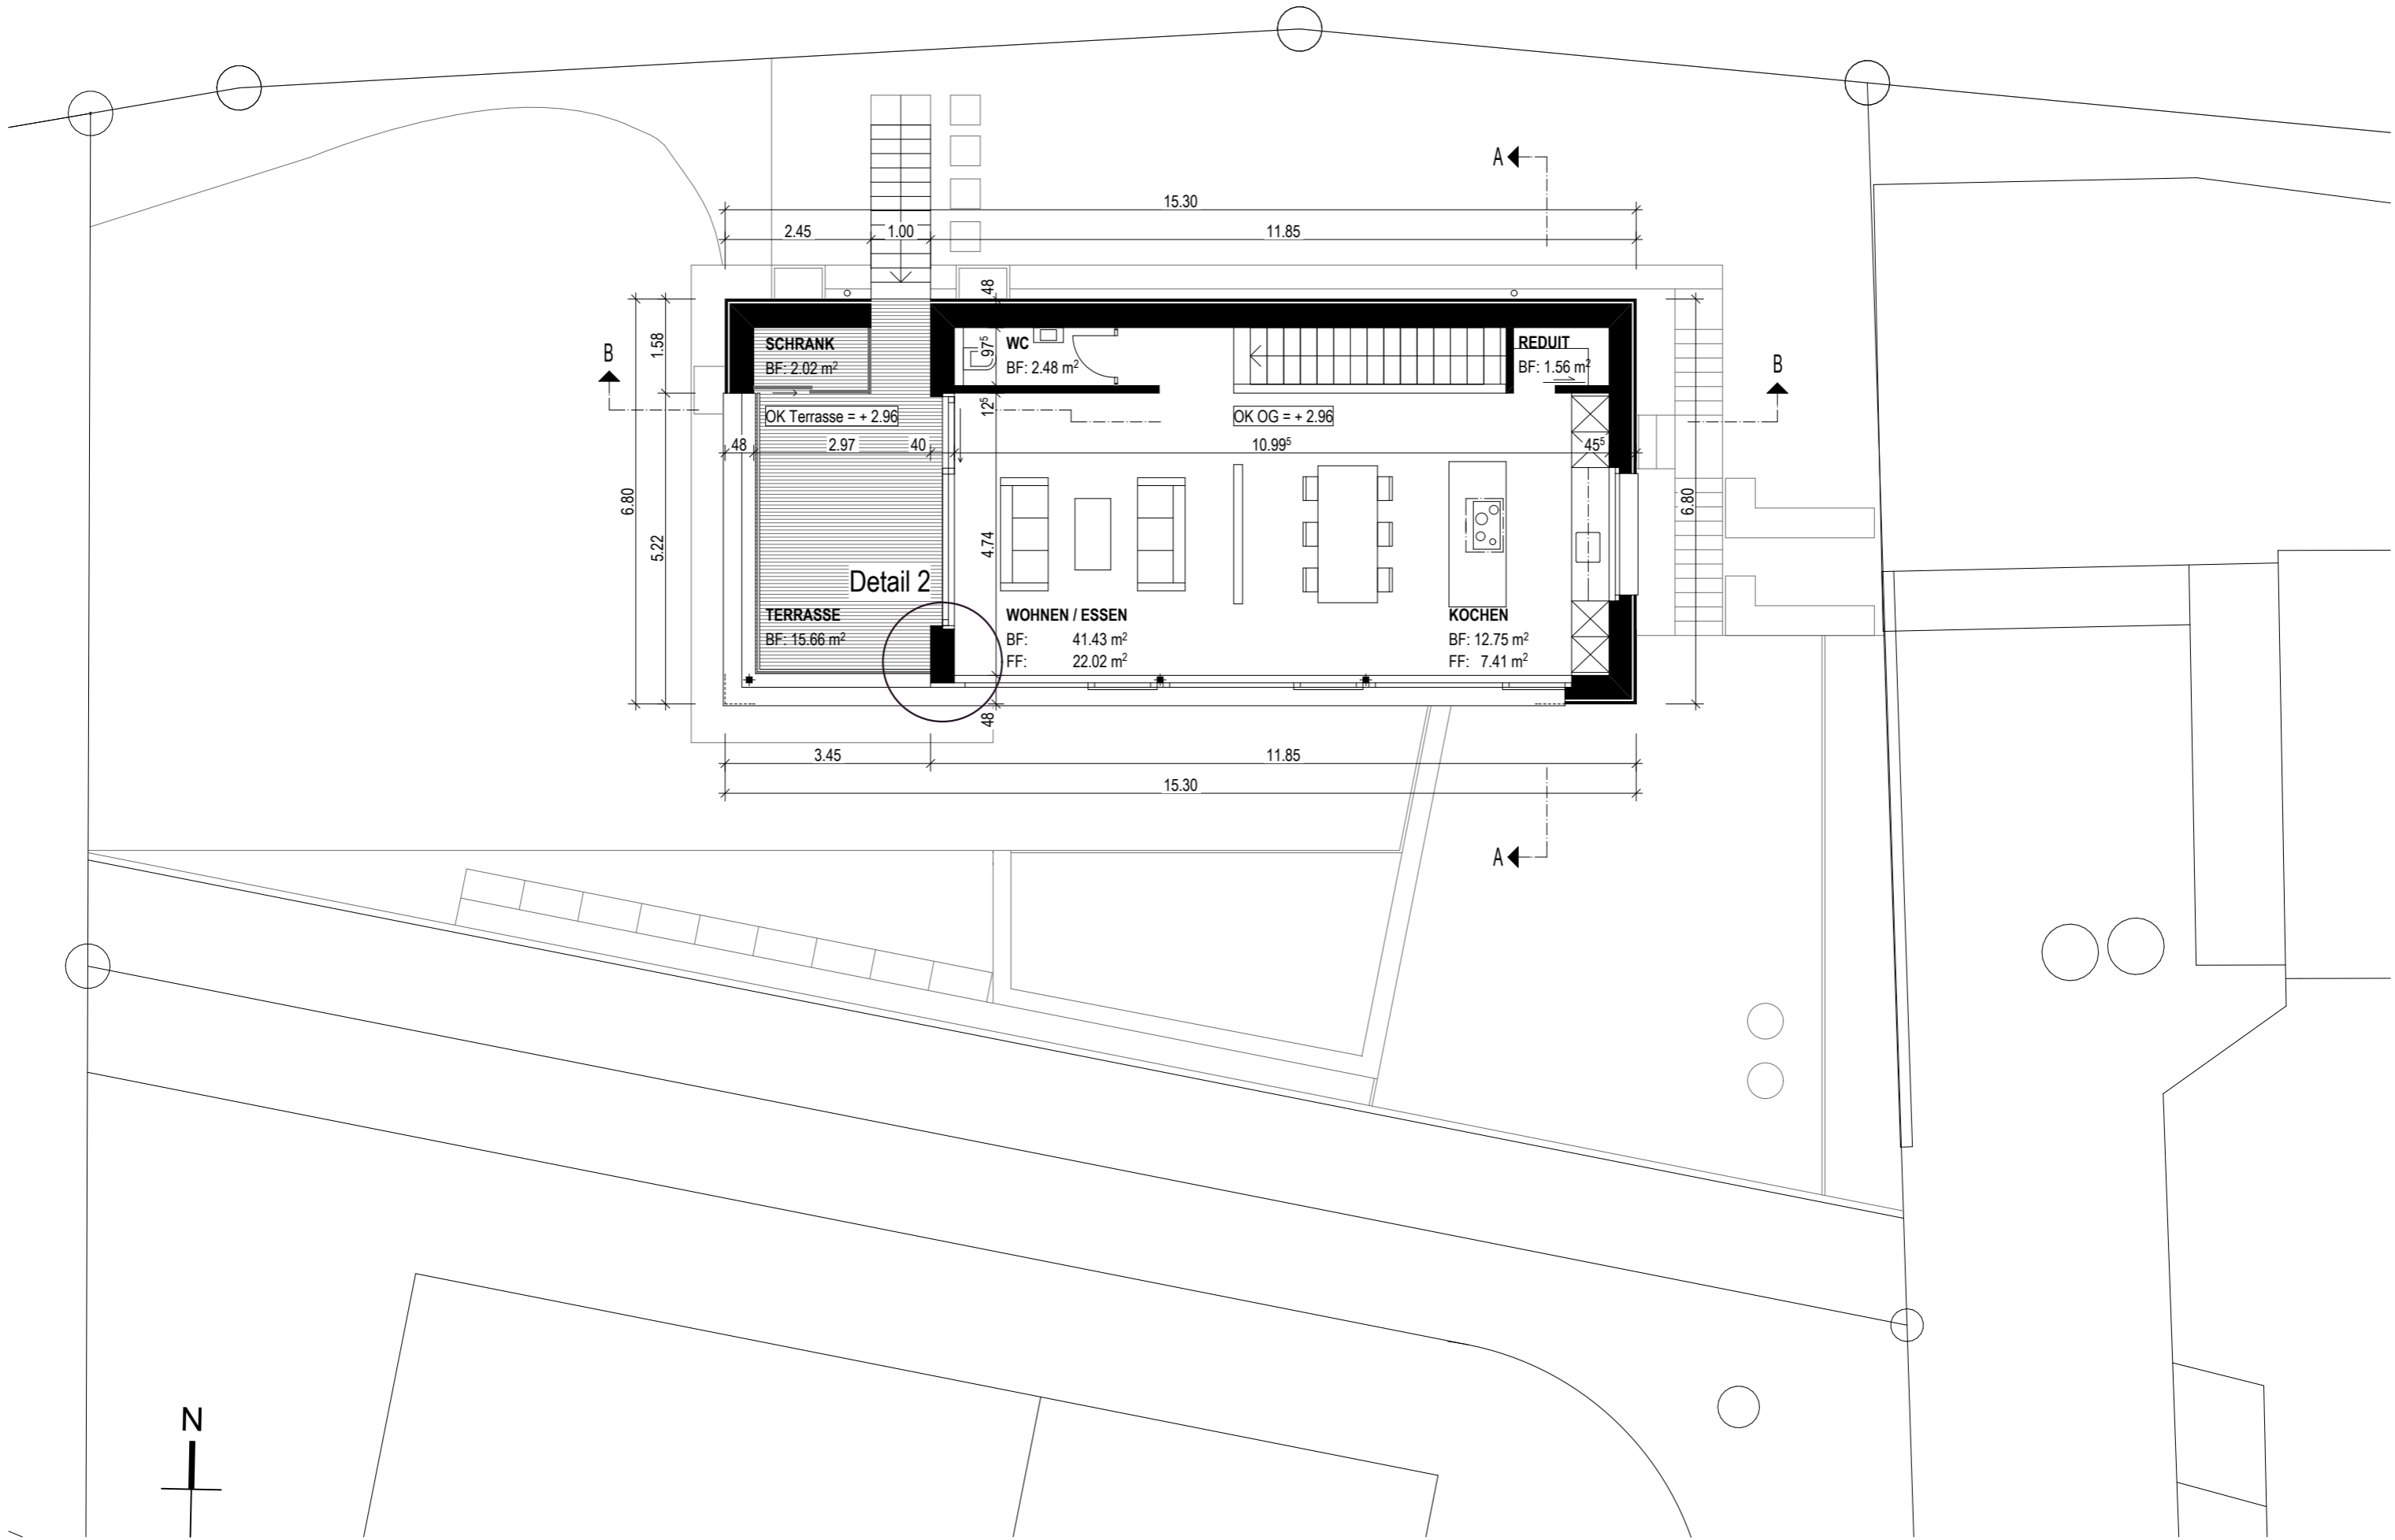 A
15.30
2.45
1.00
11.85
48
1.58
6.80
5.22
B
SCHRANK
BF: 2.02 m²
97⁵
WC
BF: 2.48 m²
REDUIT
BF: 1.56 m²
B
OK Terrasse = + 2.96
12⁵
OK OG = + 2.96
48
2.97
40
10.99⁵
45⁵
6.80
4.74
Detail 2
TERRASSE
BF: 15.66 m²
WOHNEN / ESSEN
BF: 41.43 m²
FF: 22.02 m²
KOCHEN
BF: 12.75 m²
FF: 7.41 m²
48
3.45
11.85
15.30
A
N